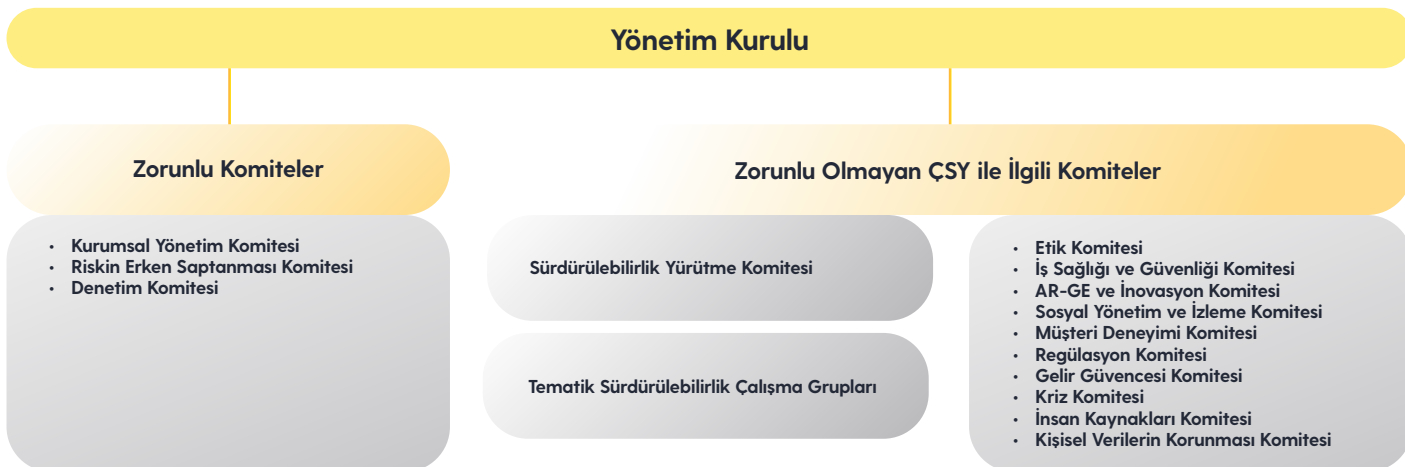 Yönetim Kurulu
Zorunlu Komiteler
• Kurumsal Yönetim Komitesi
• Riskin Erken Saptanması Komitesi
• Denetim Komitesi
Zorunlu Olmayan ÇSY ile İlgili Komiteler
Sürdürülebilirlik Yürütme Komitesi
Tematik Sürdürülebilirlik Çalışma Grupları
• Etik Komitesi
• İş Sağlığı ve Güvenliği Komitesi
• AR-GE ve İnovasyon Komitesi
• Sosyal Yönetim ve İzleme Komitesi
• Müşteri Deneyimi Komitesi
• Regülasyon Komitesi
• Gelir Güvencesi Komitesi
• Kriz Komitesi
• İnsan Kaynakları Komitesi
• Kişisel Verilerin Korunması Komitesi